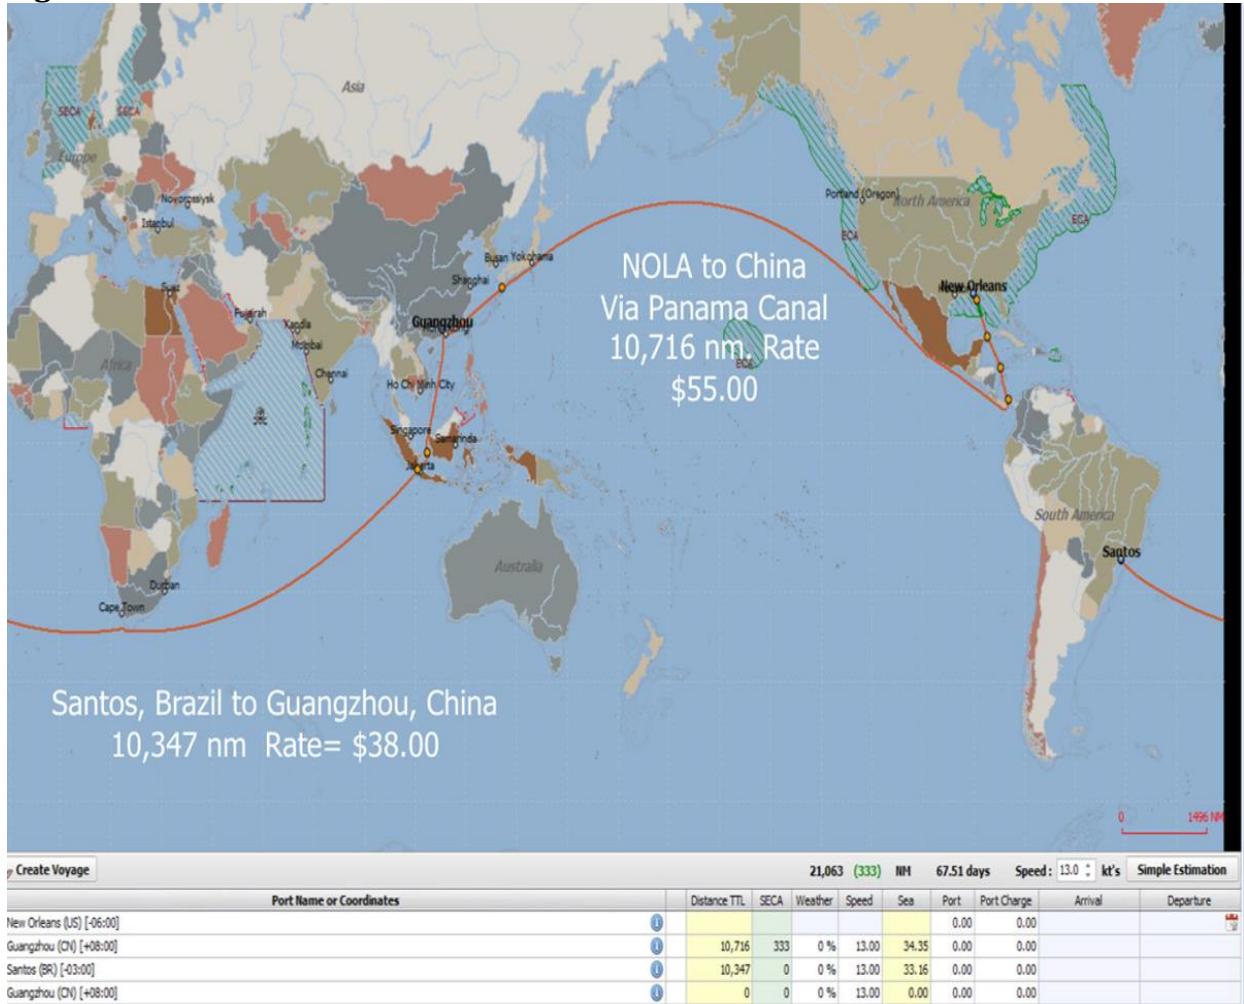 SECA
SECA
Asia
Europe
Novorossiysk
Istanbul
Suez
Fujairah
Kandla
Mumbai
Chennai
Africa
Durban
Cape Town
Busan Yokohama
Shanghai
Guangzhou
Ho Chi Minh City
Singapore
Samarinda
Jakarta
Australia
Portland (Oregon)
North America
ECA
ECA
ECA
New Orleans
South America
Santos
NOLA to China
Via Panama Canal
10,716 nm. Rate
$55.00
Santos, Brazil to Guangzhou, China
10,347 nm Rate= $38.00
0 1496 NM
Create Voyage 21,063 (333) NM 67.51 days Speed: 13.0 kt's Simple Estimation
Port Name or Coordinates Distance TTL SECA Weather Speed Sea Port Port Charge Arrival Departure
New Orleans (US) [-06:00] 0.00 0.00
Guangzhou (CN) [+08:00] 10,716 333 0 % 13.00 34.35 0.00 0.00
Santos (BR) [-03:00] 10,347 0 0 % 13.00 33.16 0.00 0.00
Guangzhou (CN) [+08:00] 0 0 0 % 13.00 0.00 0.00 0.00